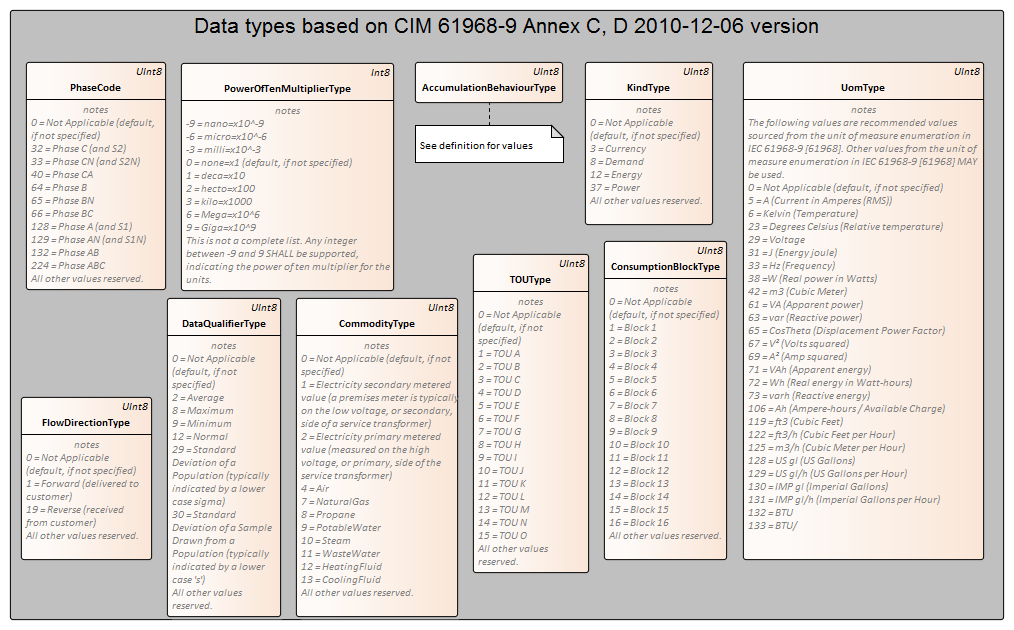 Data types based on CIM 61968-9 Annex C, D 2010-12-06 version
UInt8
PhaseCode
notes
0 = Not Applicable (default,
if not specified)
32 = Phase C (and S2)
33 = Phase CN (and S2N)
40 = Phase CA
64 = Phase B
65 = Phase BN
66 = Phase BC
128 = Phase A (and S1)
129 = Phase AN (and S1N)
132 = Phase AB
224 = Phase ABC
All other values reserved.
Int8
PowerOfTenMultiplierType
notes
-9 = nano=x10^-9
-6 = micro=x10^-6
-3 = milli=x10^-3
0 = none=x1 (default, if not specified)
1 = deca=x10
2 = hecto=x100
3 = kilo=x1000
6 = Mega=x10^6
9 = Giga=x10^9
This is not a complete list. Any integer
between -9 and 9 SHALL be supported,
indicating the power of ten multiplier for the
units.
UInt8
AccumulationBehaviourType
See definition for values
UInt8
KindType
notes
0 = Not Applicable
(default, if not specified)
3 = Currency
8 = Demand
12 = Energy
37 = Power
All other values reserved.
UInt8
UomType
notes
The following values are recommended values
sourced from the unit of measure enumeration in
IEC 61968-9 [61968]. Other values from the unit of
measure enumeration in IEC 61968-9 [61968] MAY
be used.
0 = Not Applicable (default, if not specified)
5 = A (Current in Amperes (RMS))
6 = Kelvin (Temperature)
23 = Degrees Celsius (Relative temperature)
29 = Voltage
31 = J (Energy joule)
33 = Hz (Frequency)
38 = W (Real power in Watts)
42 = m3 (Cubic Meter)
61 = VA (Apparent power)
63 = var (Reactive power)
65 = CosTheta (Displacement Power Factor)
67 = V² (Volts squared)
69 = A² (Amp squared)
71 = VAh (Apparent energy)
72 = Wh (Real energy in Watt-hours)
73 = varh (Reactive energy)
106 = Ah (Ampere-hours / Available Charge)
119 = ft3 (Cubic Feet)
122 = ft3/h (Cubic Feet per Hour)
125 = m3/h (Cubic Meter per Hour)
128 = US gl (US Gallons)
129 = US gl/h (US Gallons per Hour)
130 = IMP gl (Imperial Gallons)
131 = IMP gl/h (Imperial Gallons per Hour)
132 = BTU
133 = BTU/
UInt8
FlowDirectionType
notes
0 = Not Applicable
(default, if not specified)
1 = Forward (delivered to
customer)
19 = Reverse (received
from customer)
All other values reserved.
UInt8
DataQualifierType
notes
0 = Not Applicable
(default, if not
specified)
2 = Average
8 = Maximum
9 = Minimum
12 = Normal
29 = Standard
Deviation of a
Population (typically
indicated by a lower
case sigma)
30 = Standard
Deviation of a Sample
Drawn from a
Population (typically
indicated by a lower
case 's')
All other values
reserved.
UInt8
CommodityType
notes
0 = Not Applicable (default, if not
specified)
1 = Electricity secondary metered
value (a premises meter is typically
on the low voltage, or secondary,
side of a service transformer)
2 = Electricity primary metered
value (measured on the high
voltage, or primary, side of the
service transformer)
4 = Air
7 = NaturalGas
8 = Propane
9 = PotableWater
10 = Steam
11 = WasteWater
12 = HeatingFluid
13 = CoolingFluid
All other values reserved.
UInt8
TOUType
notes
0 = Not Applicable
(default, if not
specified)
1 = TOU A
2 = TOU B
3 = TOU C
4 = TOU D
5 = TOU E
6 = TOU F
7 = TOU G
8 = TOU H
9 = TOU I
10 = TOU J
11 = TOU K
12 = TOU L
13 = TOU M
14 = TOU N
15 = TOU O
All other values
reserved.
UInt8
ConsumptionBlockType
notes
0 = Not Applicable
(default, if not specified)
1 = Block 1
2 = Block 2
3 = Block 3
4 = Block 4
5 = Block 5
6 = Block 6
7 = Block 7
8 = Block 8
9 = Block 9
10 = Block 10
11 = Block 11
12 = Block 12
13 = Block 13
14 = Block 14
15 = Block 15
16 = Block 16
All other values reserved.